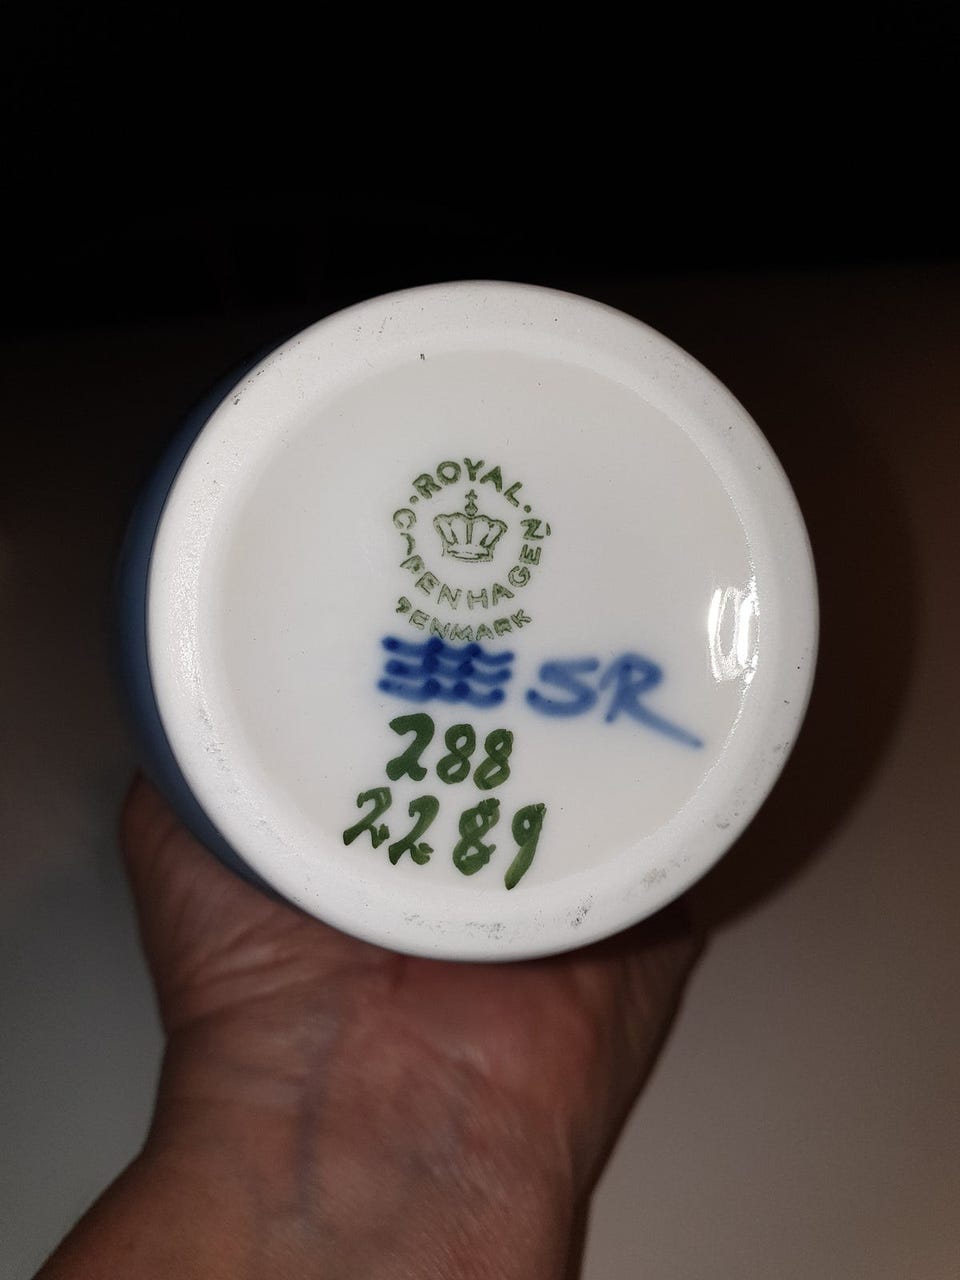 ROYAL
COPENHAGEN
DENMARK
SR
288
2289